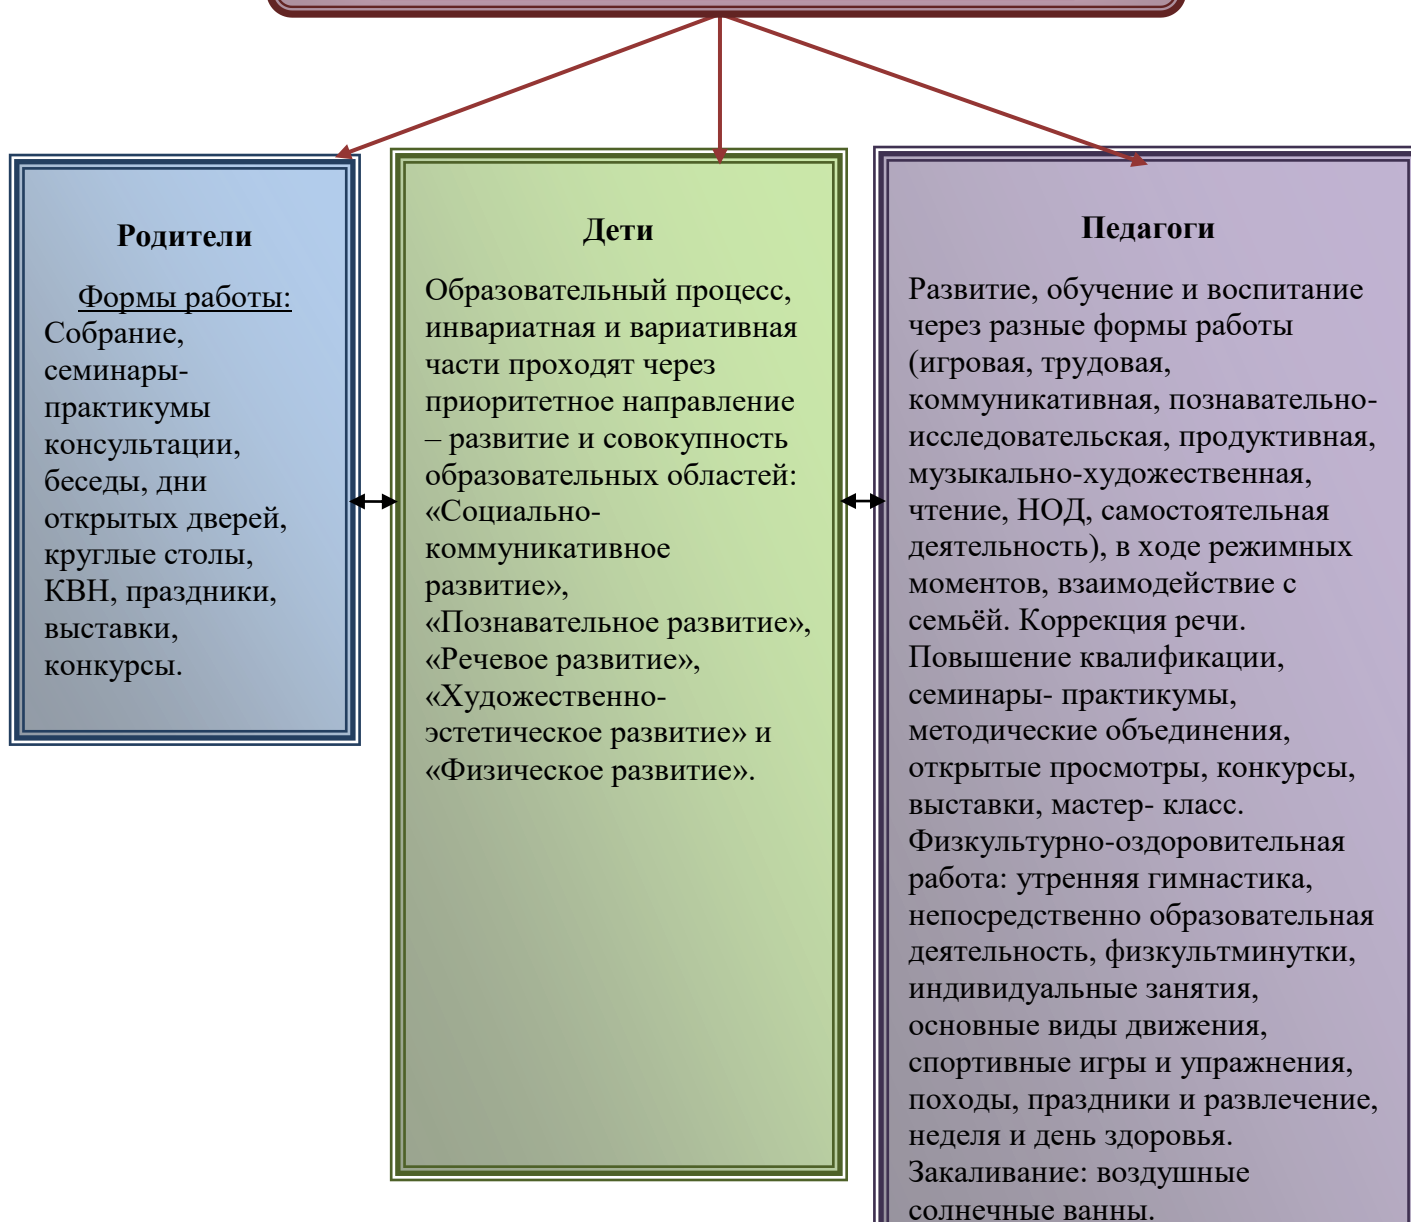 Родители
Формы работы:
Собрание,
семинары-
практикумы
консультации,
беседы, дни
открытых дверей,
круглые столы,
КВН, праздники,
выставки,
конкурсы.
Дети
Образовательный процесс,
инвариатная и вариативная
части проходят через
приоритетное направление
– развитие и совокупность
образовательных областей:
«Социально-
коммуникативное
развитие»,
«Познавательное развитие»,
«Речевое развитие»,
«Художественно-
эстетическое развитие» и
«Физическое развитие».
Педагоги
Развитие, обучение и воспитание
через разные формы работы
(игровая, трудовая,
коммуникативная, познавательно-
исследовательская, продуктивная,
музыкально-художественная,
чтение, НОД, самостоятельная
деятельность), в ходе режимных
моментов, взаимодействие с
семьёй. Коррекция речи.
Повышение квалификации,
семинары- практикумы,
методические объединения,
открытые просмотры, конкурсы,
выставки, мастер- класс.
Физкультурно-оздоровительная
работа: утренняя гимнастика,
непосредственно образовательная
деятельность, физкультминутки,
индивидуальные занятия,
основные виды движения,
спортивные игры и упражнения,
походы, праздники и развлечение,
неделя и день здоровья.
Закаливание: воздушные
солнечные ванны.